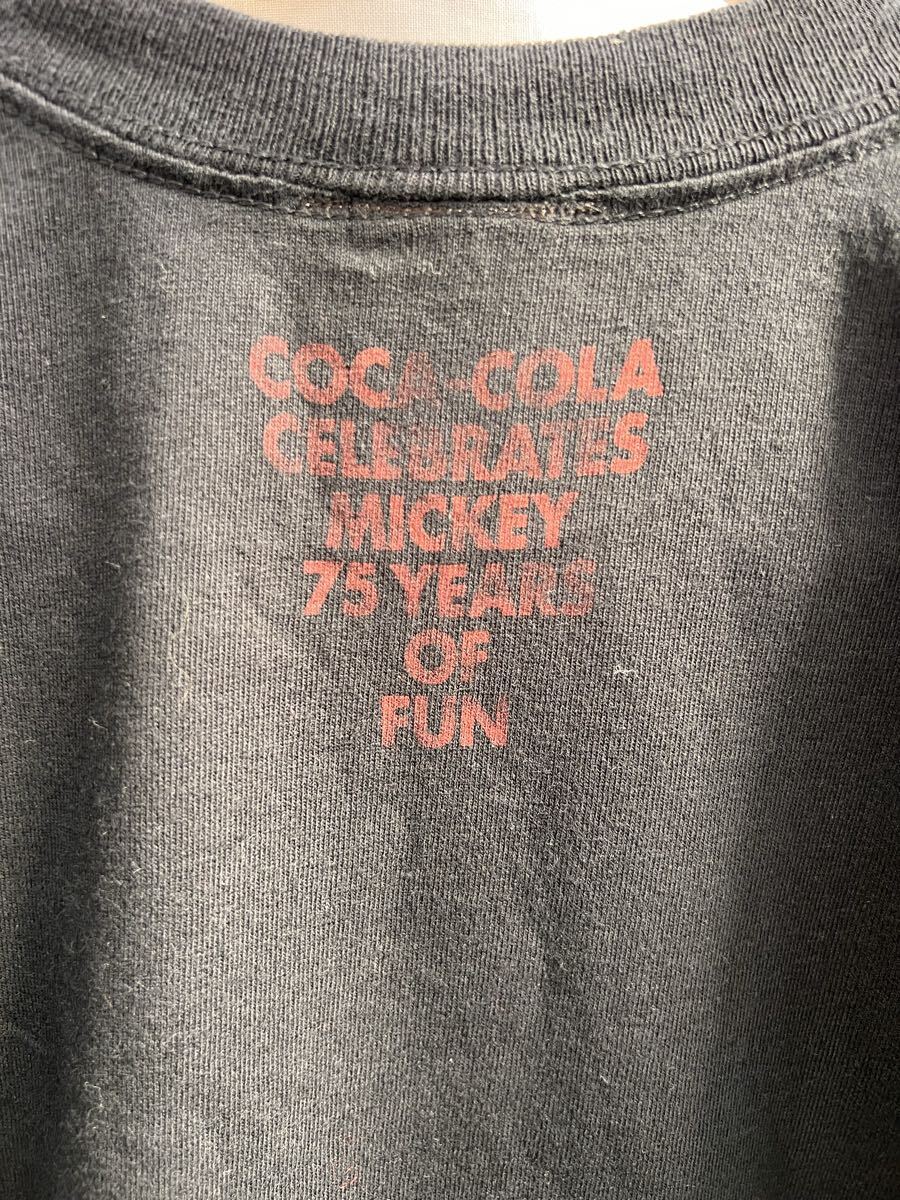 COCA-COLA
CELEBRATES
MICKEY
75 YEARS
OF
FUN